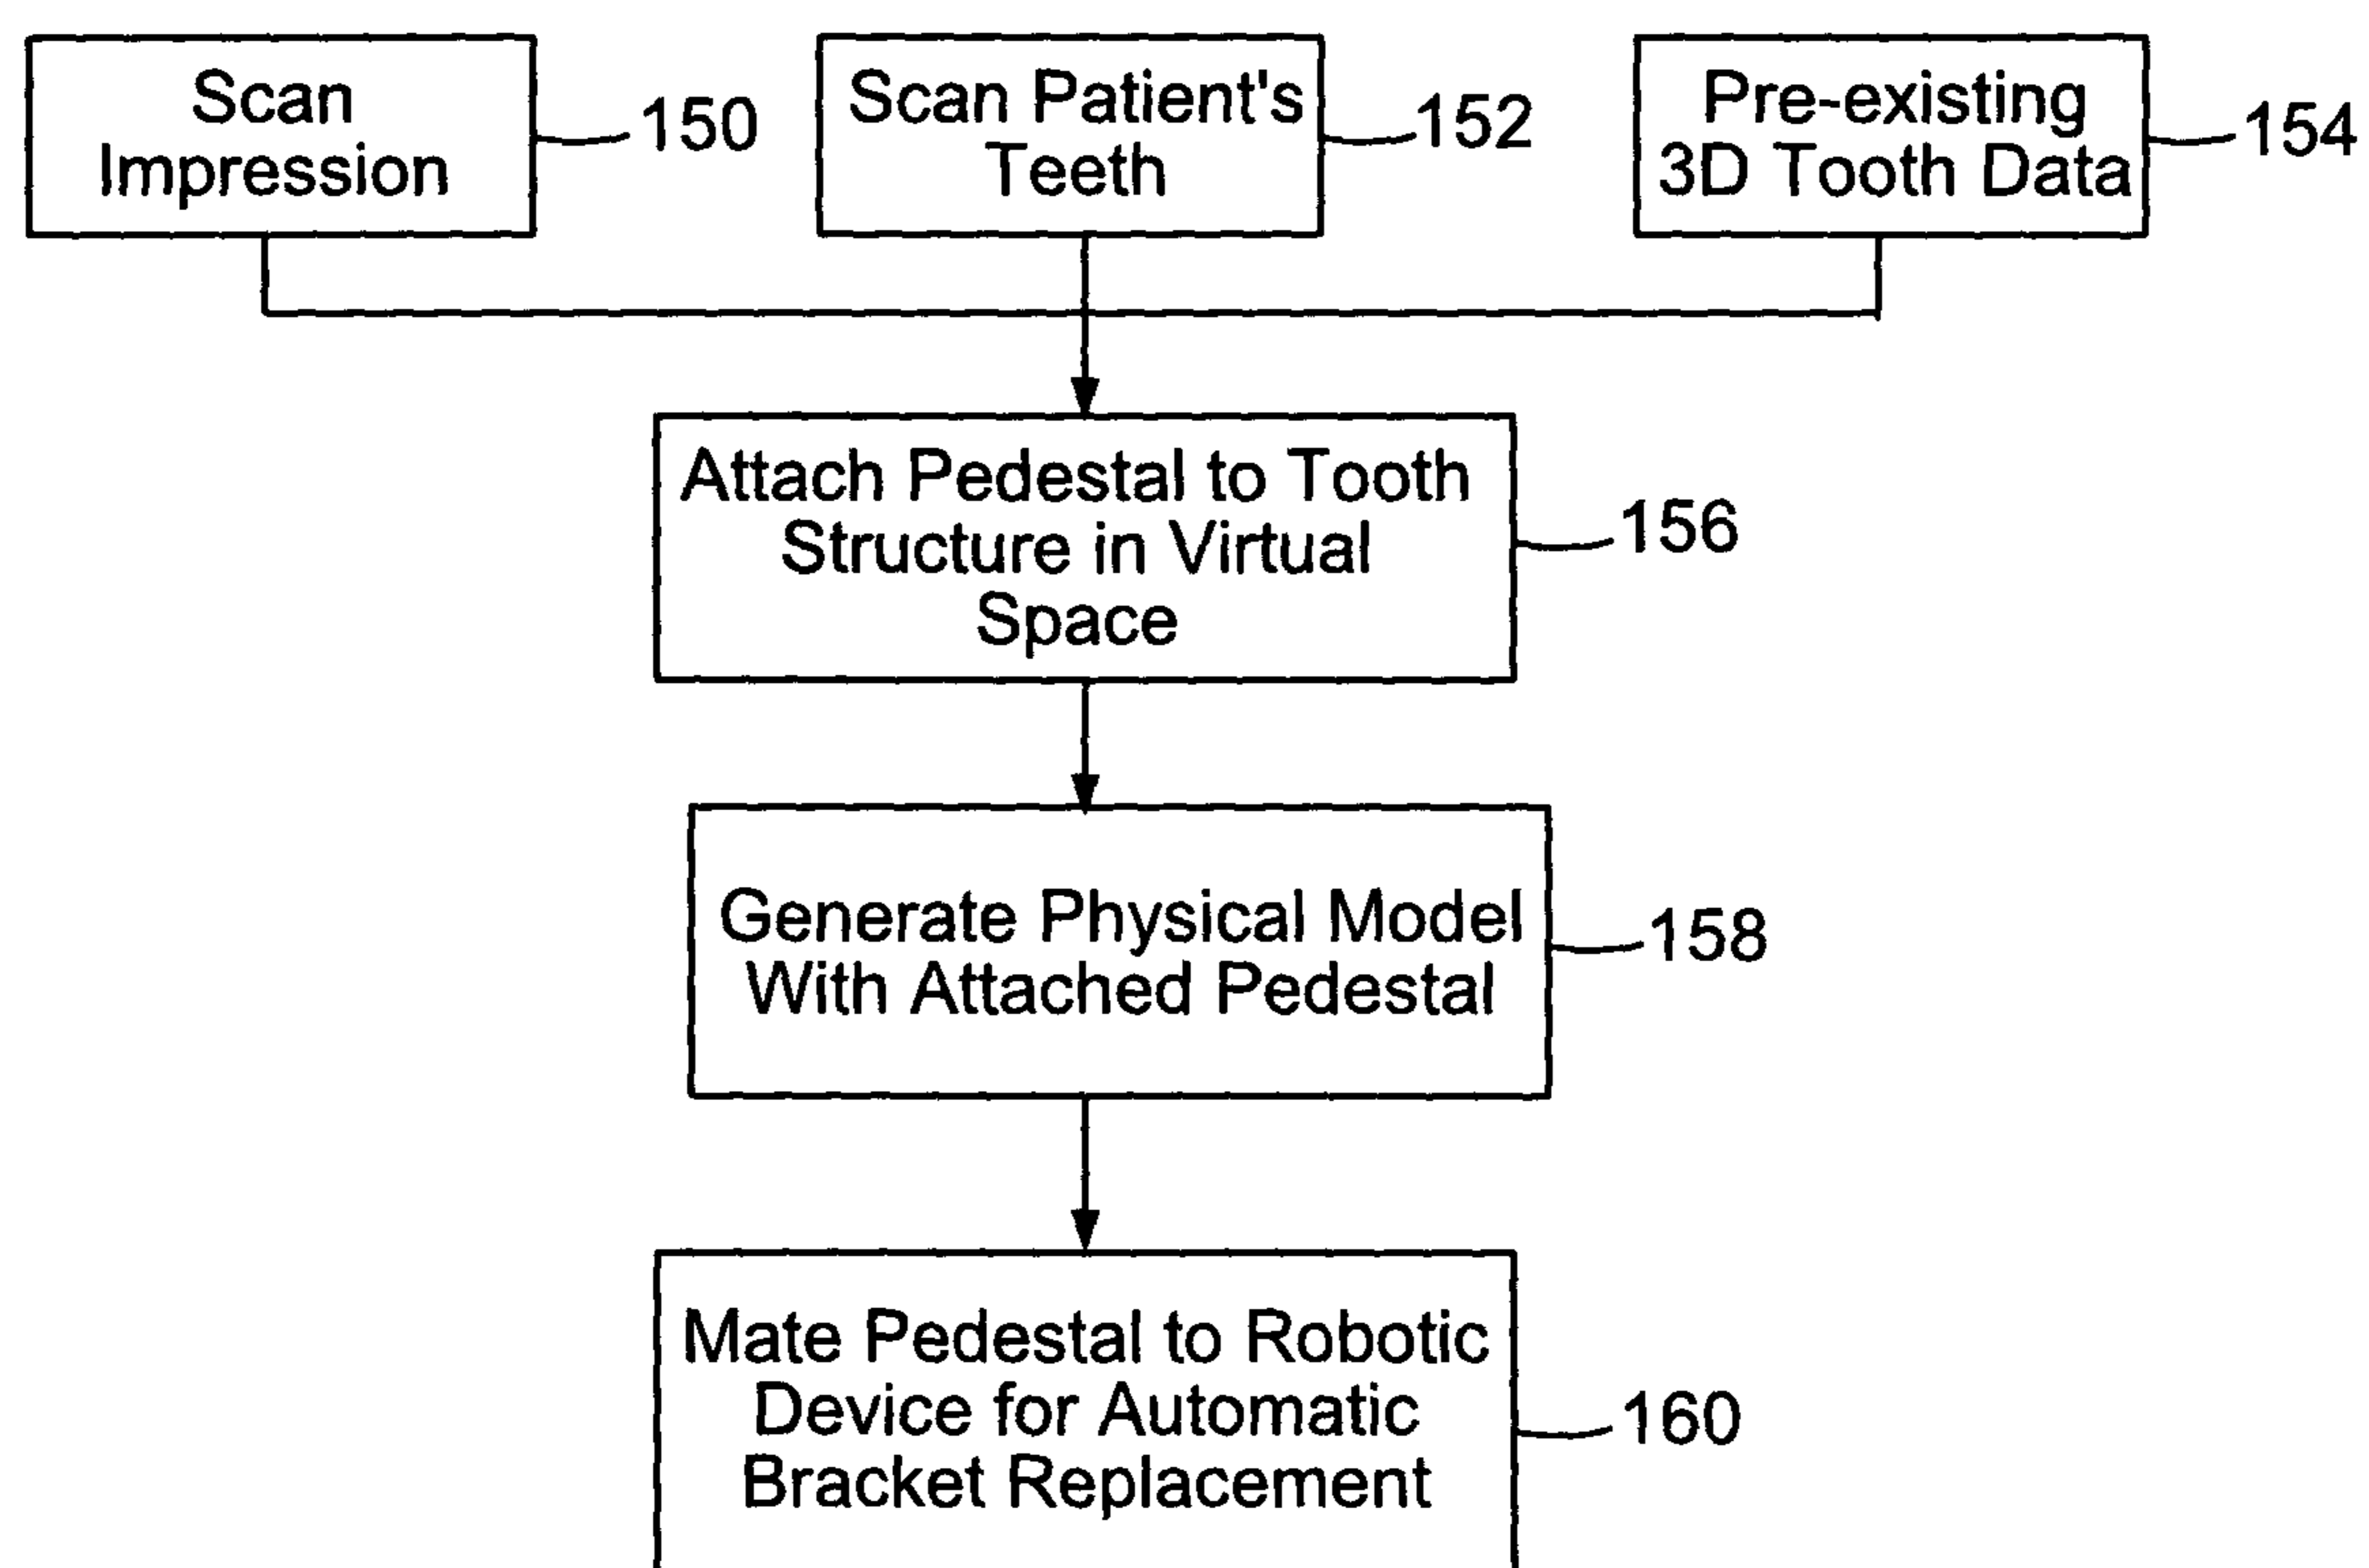 Scan
Impression
150
Scan Patient's
Teeth
152
Pre-existing
3D Tooth Data
154
Attach Pedestal to Tooth
Structure in Virtual
Space
156
Generate Physical Model
With Attached Pedestal
158
Mate Pedestal to Robotic
Device for Automatic
Bracket Replacement
160